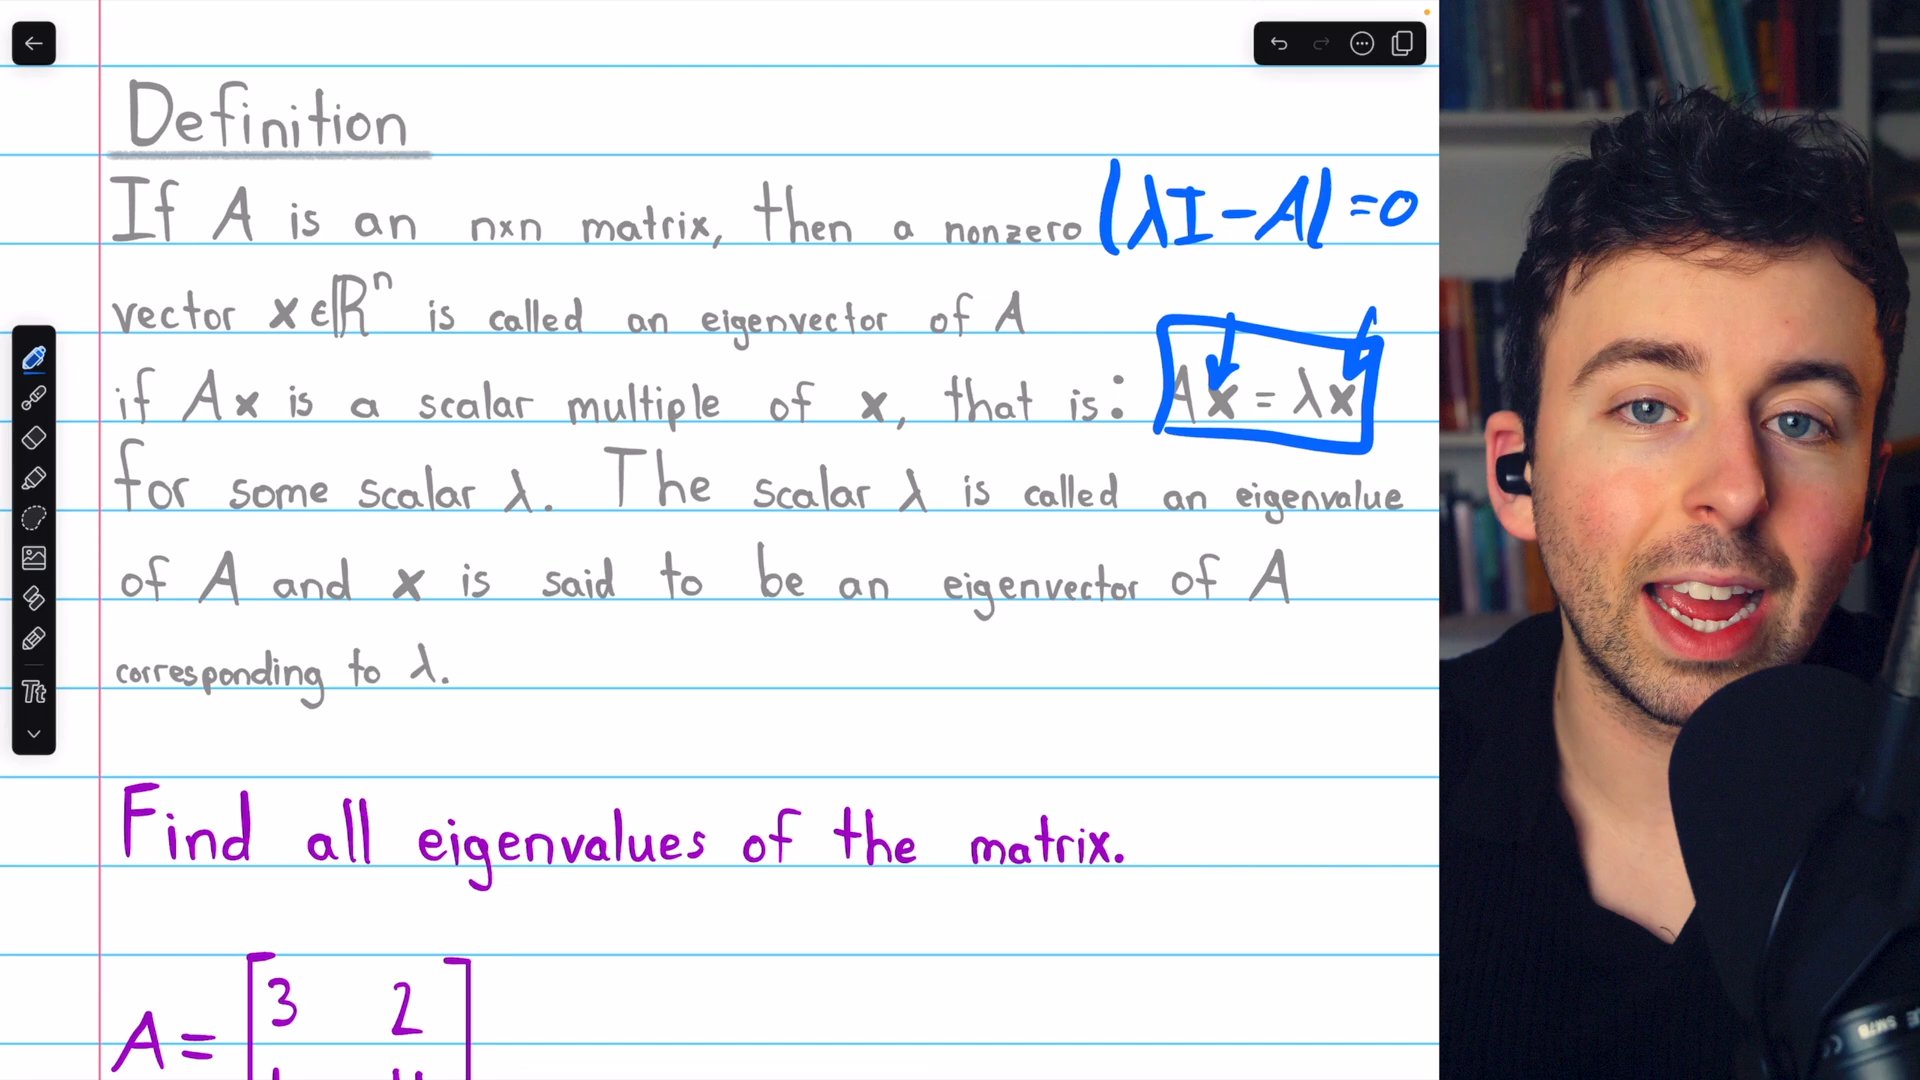 Definition
If A is an n×n matrix, then a nonzero |λI-A|=0
vector x∈ℝⁿ is called an eigenvector of A
if Ax is a scalar multiple of x, that is: Ax = λx
for some scalar λ. The scalar λ is called an eigenvalue
of A and x is said to be an eigenvector of A
corresponding to λ.
Tt
Find all eigenvalues of the matrix.
3 2
A=
SM7B